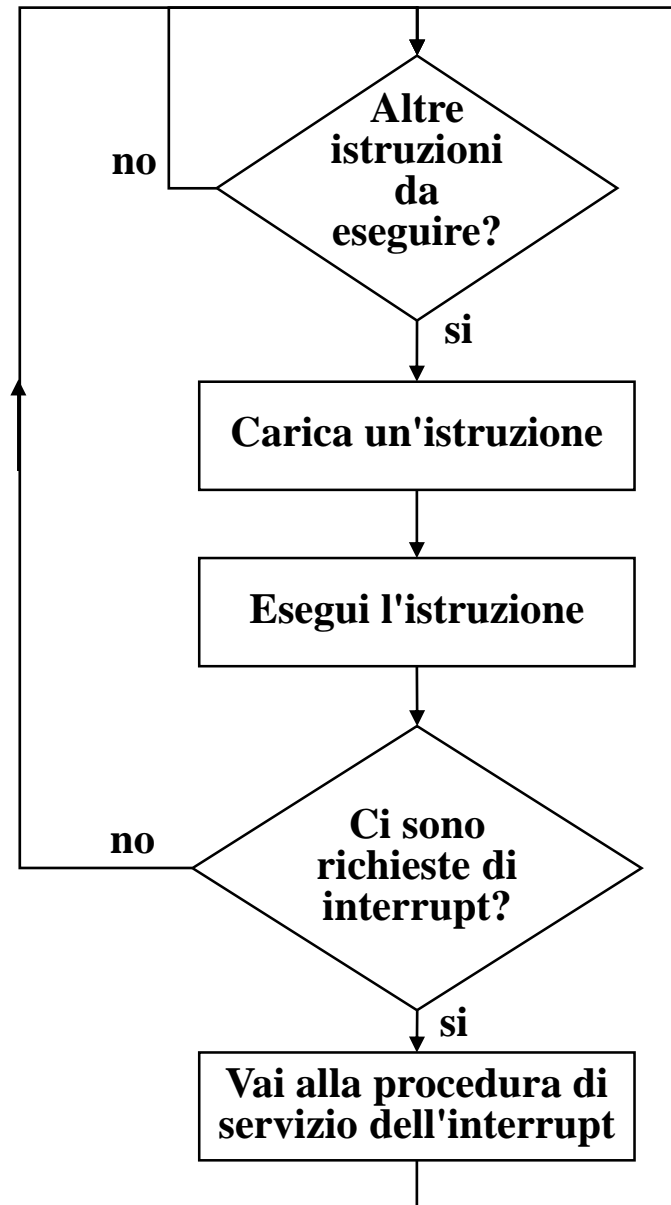 Altre
istruzioni
da
eseguire?
no
si
Carica un'istruzione
Esegui l'istruzione
Ci sono
richieste di
interrupt?
no
si
Vai alla procedura di
servizio dell'interrupt